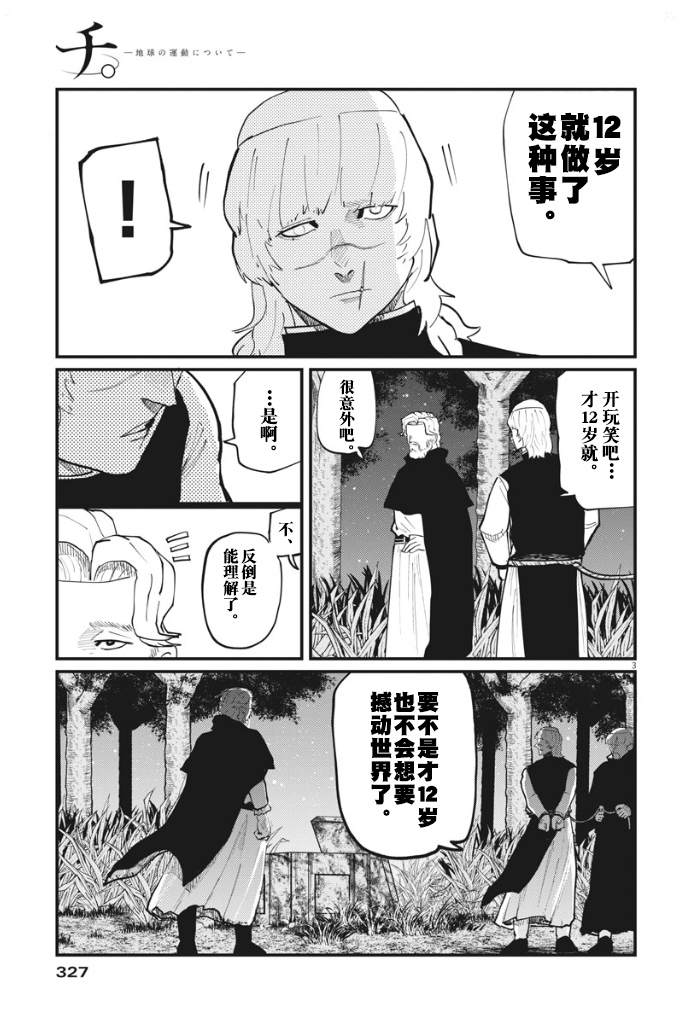 チ。
—地球の運動について—
12岁
就做了
这种事。
！
开玩笑吧…
才12岁就。
很意外吧。
…是啊。
不、
反倒是
能理解了。
3
要不是才12岁
也不会想要
撼动世界了。
327